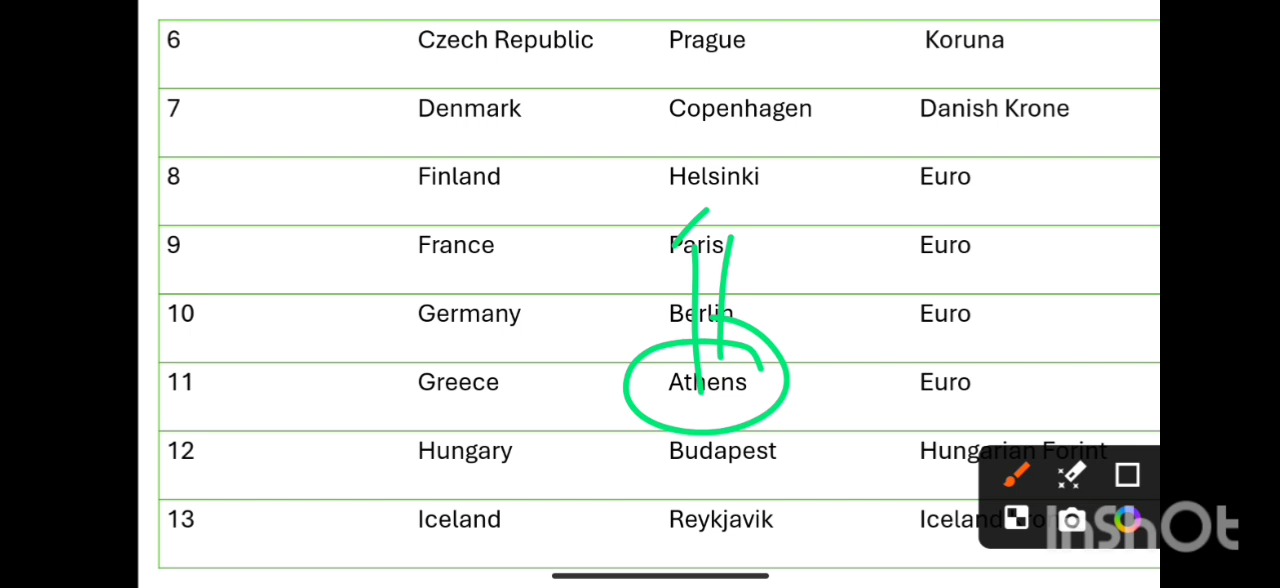 6 Czech Republic Prague Koruna
7 Denmark Copenhagen Danish Krone
8 Finland Helsinki Euro
9 France Paris Euro
10 Germany Berlin Euro
11 Greece Athens Euro
12 Hungary Budapest Hungarian Forint
13 Iceland Reykjavik Iceland
InShOt